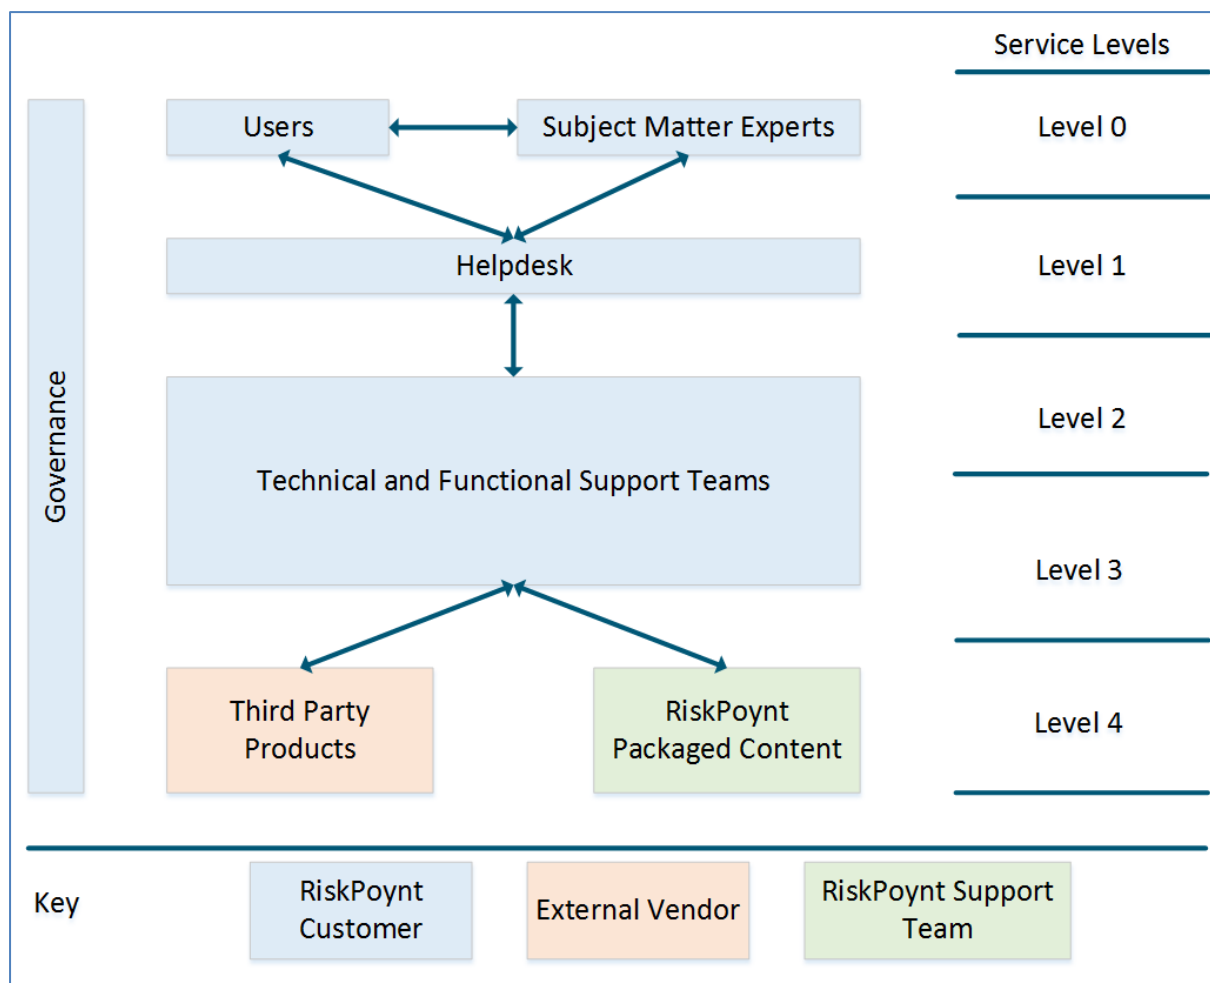 Service Levels
Users
Subject Matter Experts
Level 0
Helpdesk
Level 1
Governance
Technical and Functional Support Teams
Level 2
Level 3
Third Party
Products
RiskPoynt
Packaged Content
Level 4
Key
RiskPoynt
Customer
External Vendor
RiskPoynt Support
Team